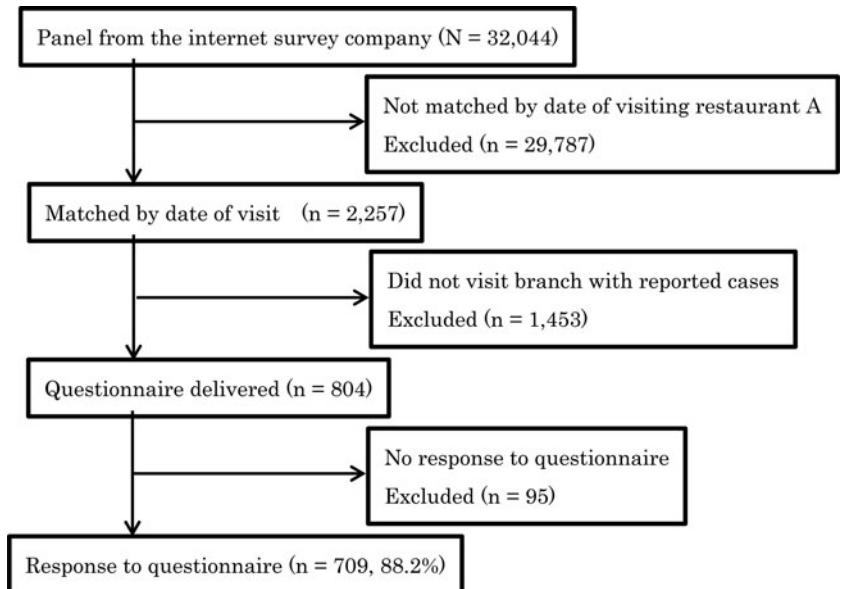 Panel from the internet survey company (N = 32,044)
Not matched by date of visiting restaurant A
Excluded (n = 29,787)
Matched by date of visit (n = 2,257)
Did not visit branch with reported cases
Excluded (n = 1,453)
Questionnaire delivered (n = 804)
No response to questionnaire
Excluded (n = 95)
Response to questionnaire (n = 709, 88.2%)